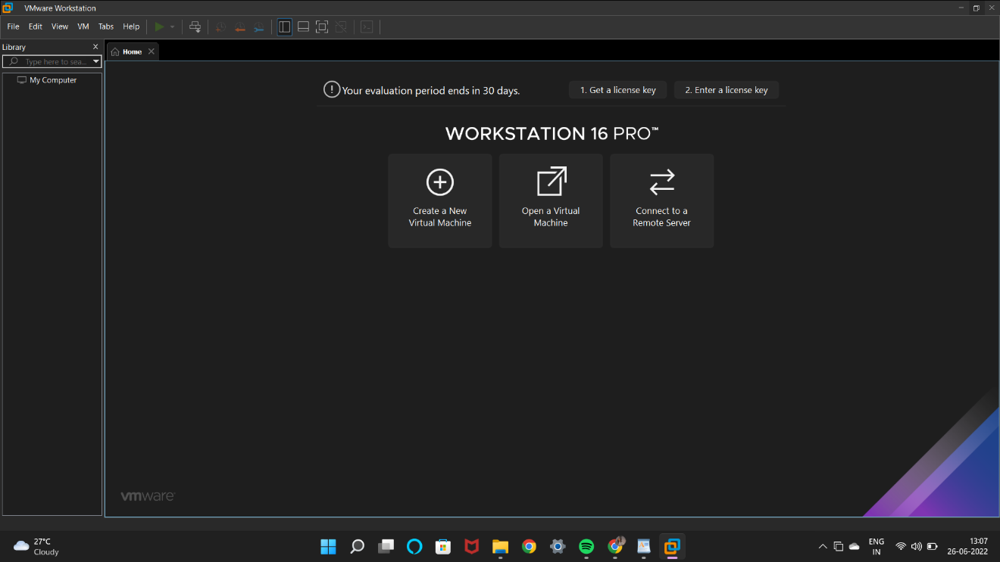 VMware Workstation
File Edit View VM Tabs Help
Library
Type here to sea...
My Computer
Home
Your evaluation period ends in 30 days.
1. Get a license key
2. Enter a license key
WORKSTATION 16 PRO™
Create a New
Virtual Machine
Open a Virtual
Machine
Connect to a
Remote Server
vmware
27°C
Cloudy
ENG
IN
13:07
26-06-2022